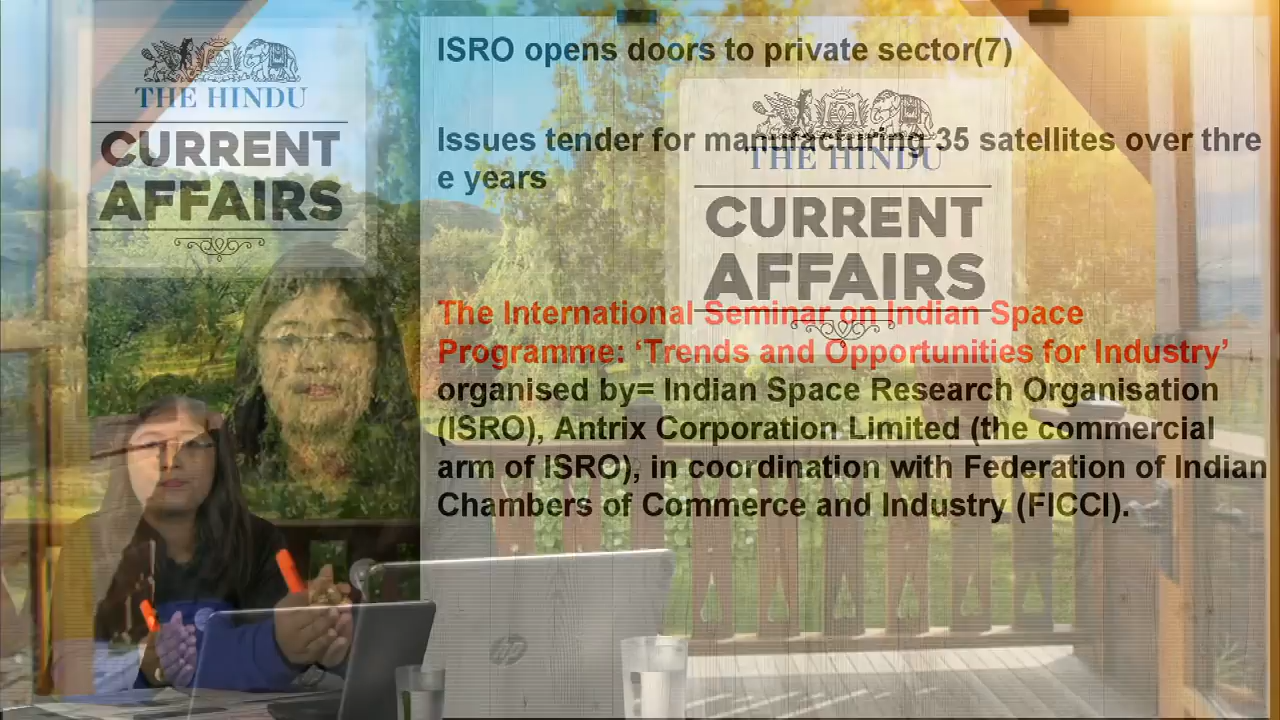 THE HINDU
CURRENT
AFFAIRS
ISRO opens doors to private sector(7)
Issues tender for manufacturing 35 satellites over thre
e years
THE HINDU
CURRENT
AFFAIRS
The International Seminar on Indian Space
Programme: ‘Trends and Opportunities for Industry’
organised by= Indian Space Research Organisation
(ISRO), Antrix Corporation Limited (the commercial
arm of ISRO), in coordination with Federation of Indian
Chambers of Commerce and Industry (FICCI).
hp